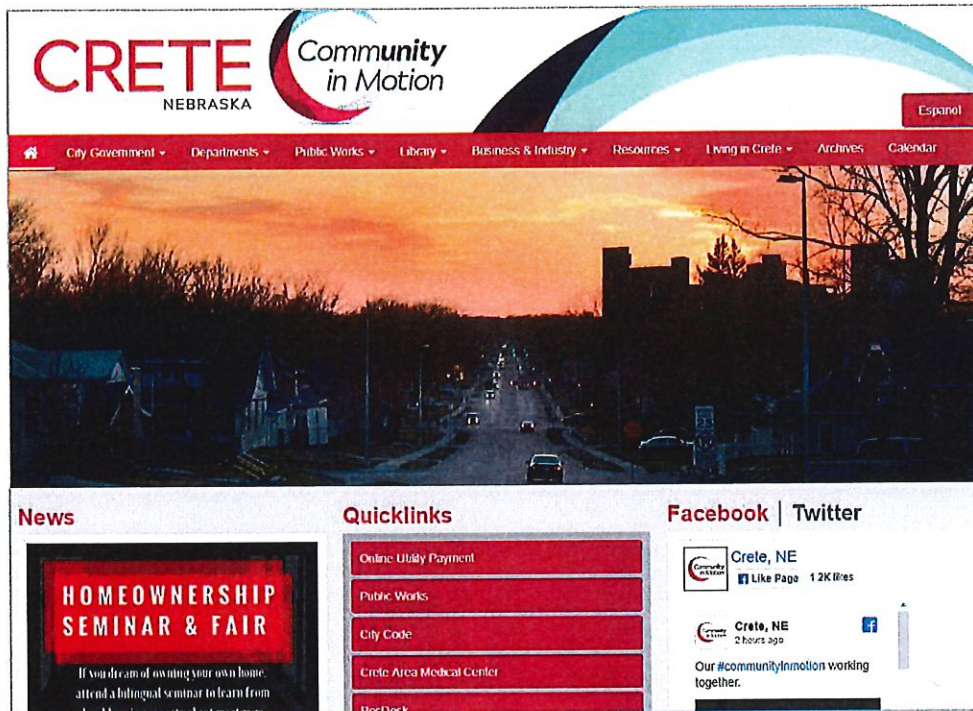 CRETE
NEBRASKA
Community
in Motion
Espanol
City Government
Departments
Public Works
Library
Business & Industry
Resources
Living in Crete
Archives
Calendar
News
HOMEOWNERSHIP
SEMINAR & FAIR
If you dream of owning your own home,
attend a bilingual seminar to learn from
Quicklinks
Online Utility Payment
Public Works
City Code
Crete Area Medical Center
Facebook | Twitter
Community
in Motion
Crete, NE
Like Page 1.2K likes
Crete, NE
2 hours ago
Our #communityinmotion working
together.